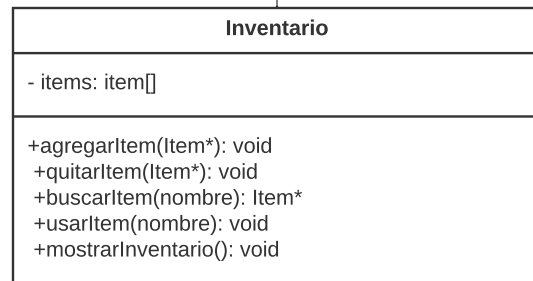 Inventario
- items: item[]
+agregarItem(Item*): void
+quitarItem(Item*): void
+buscarItem(nombre): Item*
+usarItem(nombre): void
+mostrarInventario(): void